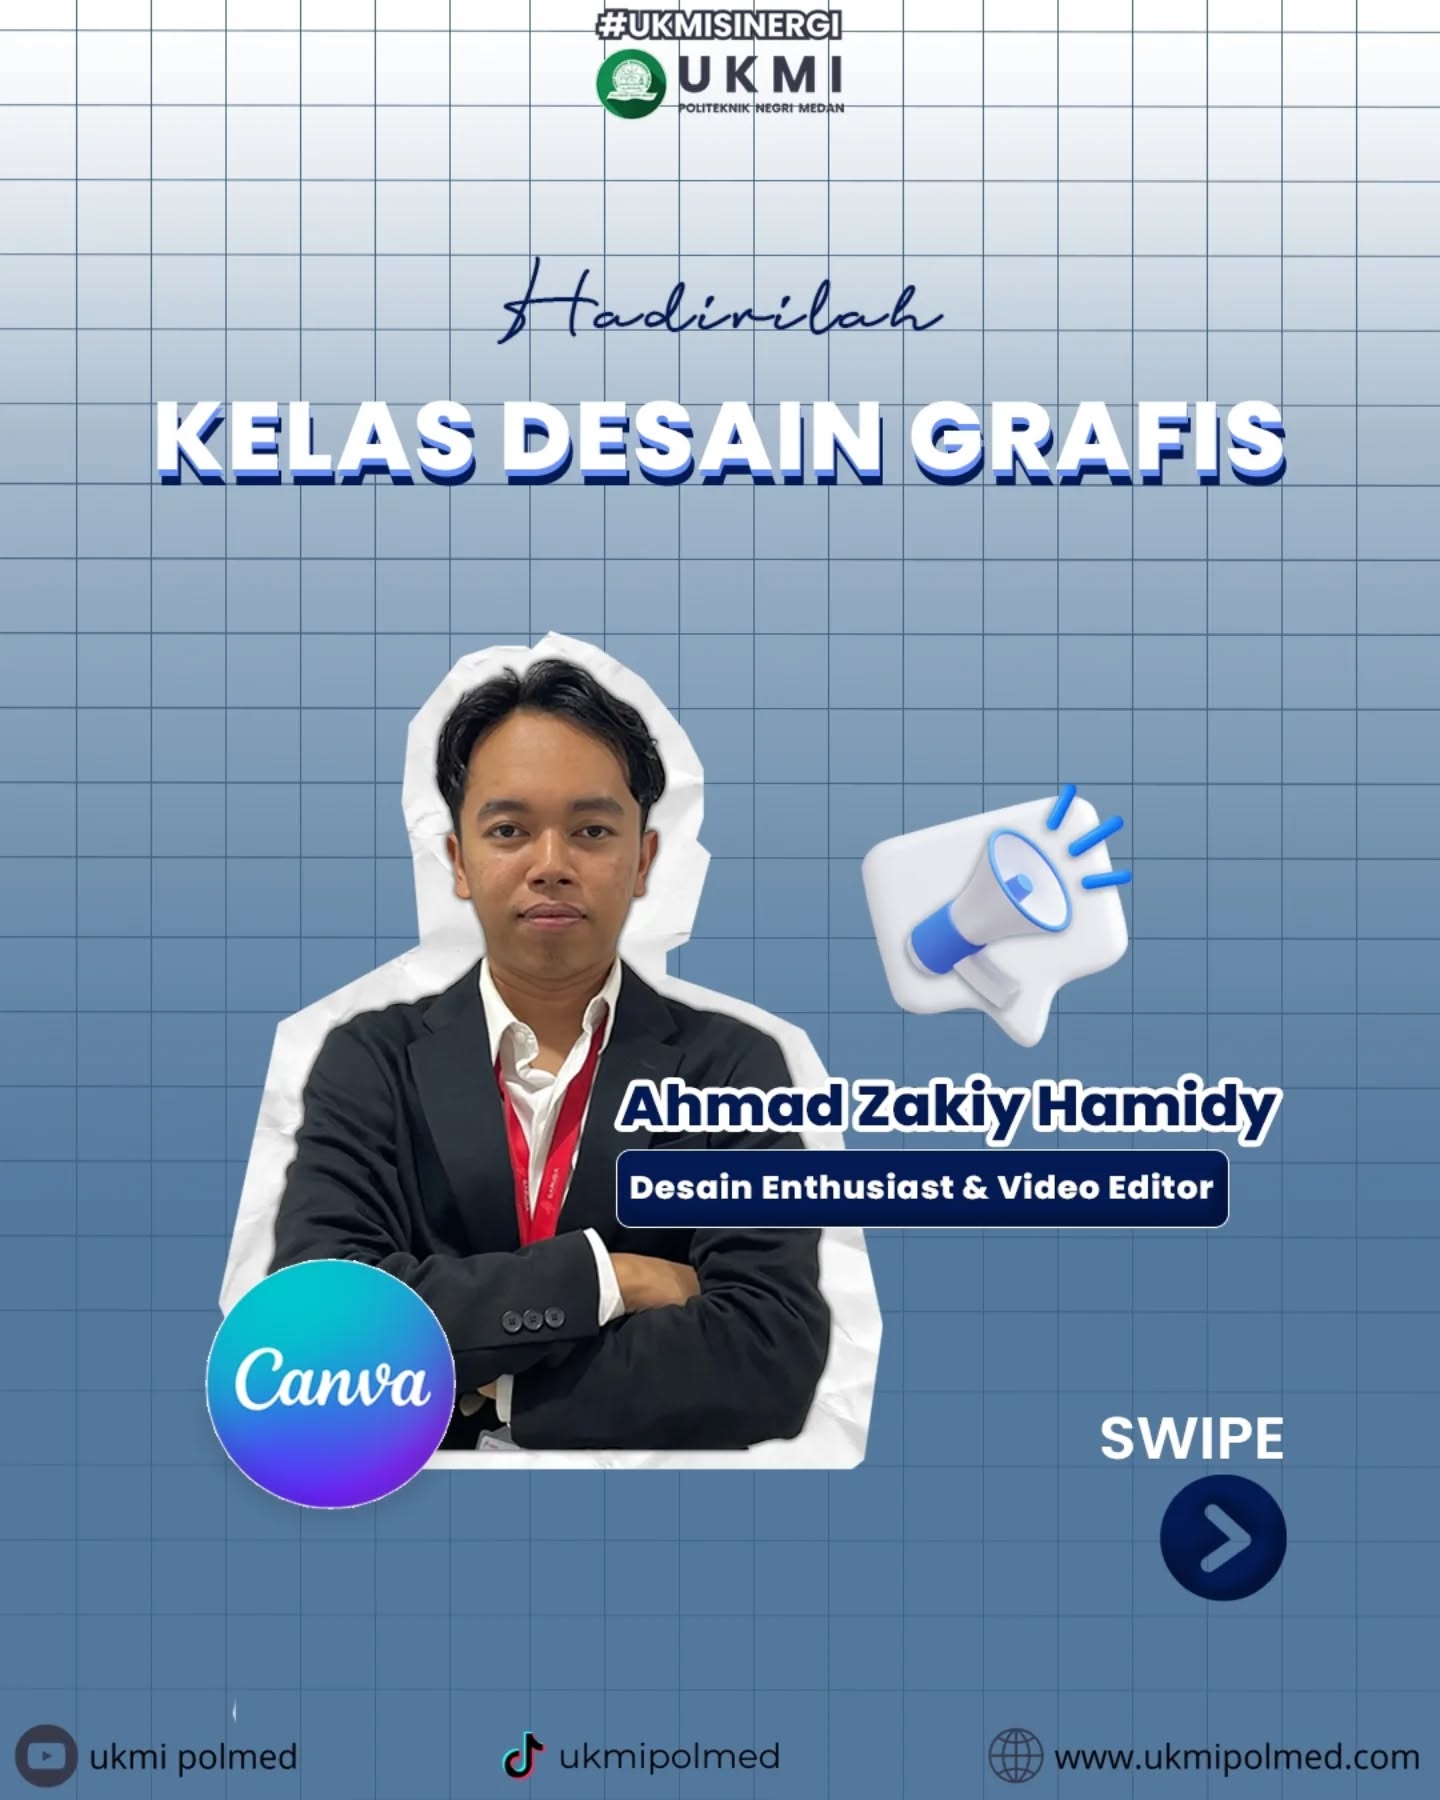 #UKMISINERGI
UKMI
POLITEKNIK NEGRI MEDAN
Hadirilah
KELAS DESAIN GRAFIS
Ahmad Zakiy Hamidy
Desain Enthusiast & Video Editor
Canva
SWIPE
ukmi polmed
ukmipolmed
www.ukmipolmed.com